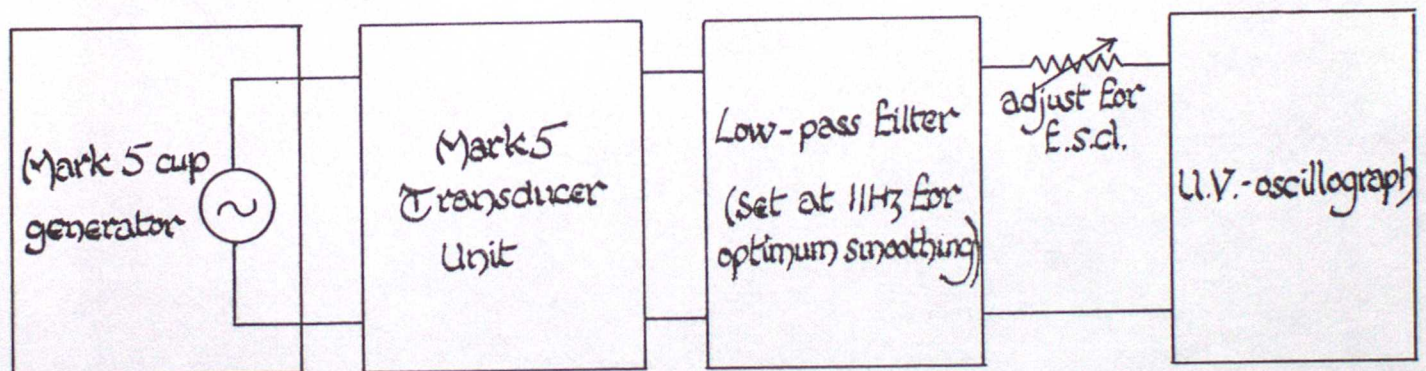 Mark 5 cup
generator
Mark 5
Transducer
Unit
Low-pass filter
(set at 11Hz for
optimum smoothing)
adjust for
f.s.d.
U.V.-oscillograph